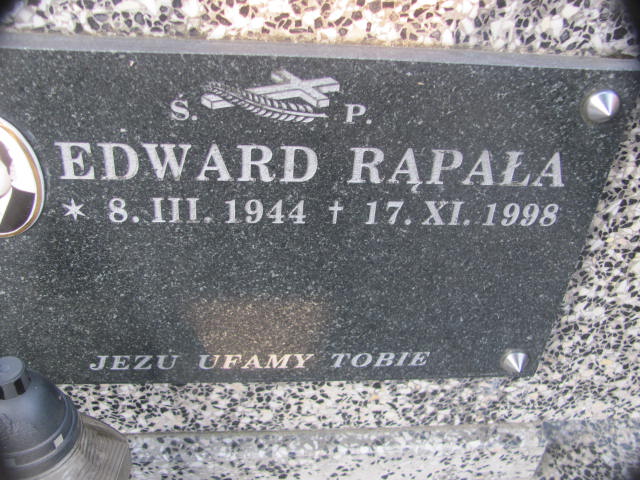 Ś. P.
EDWARD RĄPAŁA
* 8. III. 1944 † 17. XI. 1998
JEZU UFAMY TOBIE